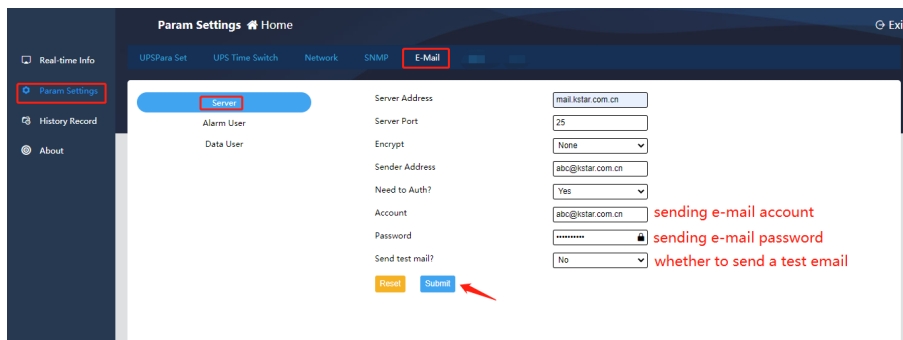 Param Settings Home
Exi
Real-time Info
Param Settings
History Record
About
UPSPara Set UPS Time Switch Network SNMP E-Mail
Server
Alarm User
Data User
Server Address mail.kstar.com.cn
Server Port 25
Encrypt None
Sender Address abc@kstar.com.cn
Need to Auth? Yes
Account abc@kstar.com.cn sending e-mail account
Password •••••••••• sending e-mail password
Send test mail? No whether to send a test email
Reset Submit